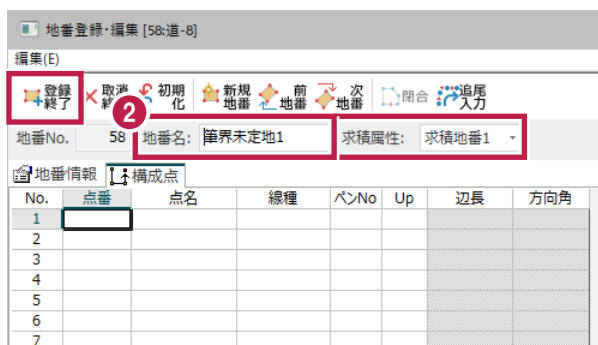 地番登録･編集 [58:道-8]
編集(E)
登録終了 取消 初期化 新規地番 前地番 次地番 閉合 追尾入力
2
地番No. 58 地番名: 筆界未定地1 求積属性: 求積地番1
地番情報 構成点
No. 点番 点名 線種 ペンNo Up 辺長 方向角
1
2
3
4
5
6
7